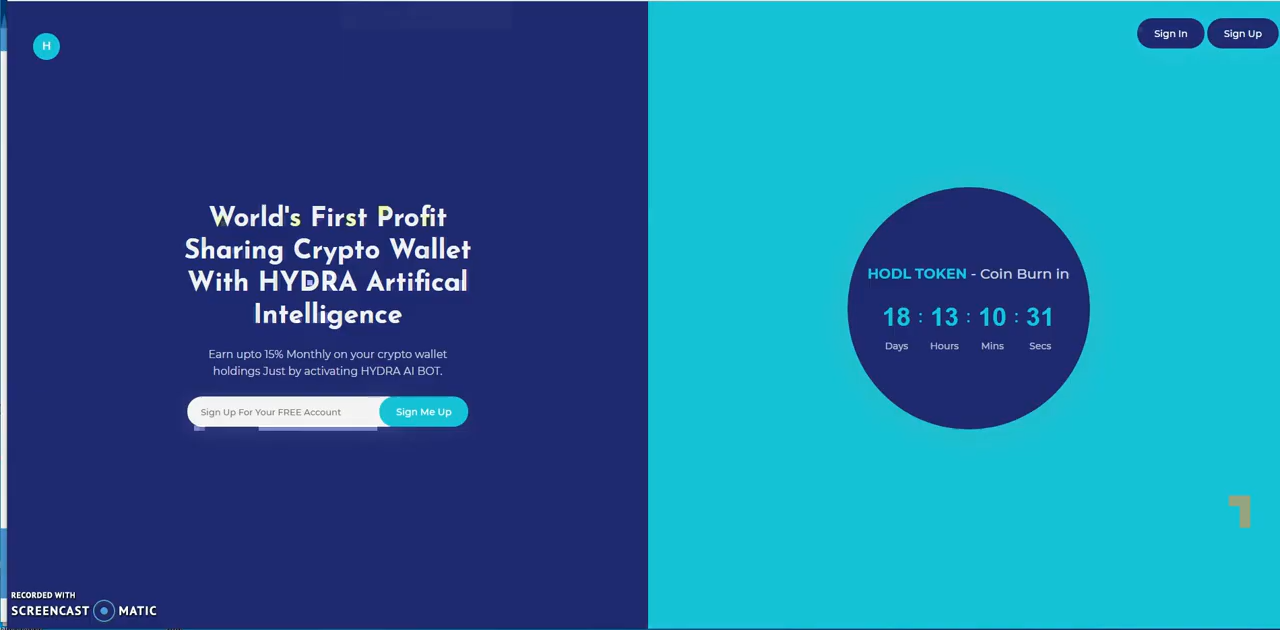 H
Sign In
Sign Up
World's First Profit
Sharing Crypto Wallet
With HYDRA Artifical
Intelligence
Earn upto 15% Monthly on your crypto wallet
holdings Just by activating HYDRA AI BOT.
Sign Up For Your FREE Account
Sign Me Up
HODL TOKEN - Coin Burn in
18 : 13 : 10 : 31
Days Hours Mins Secs
RECORDED WITH
SCREENCAST MATIC